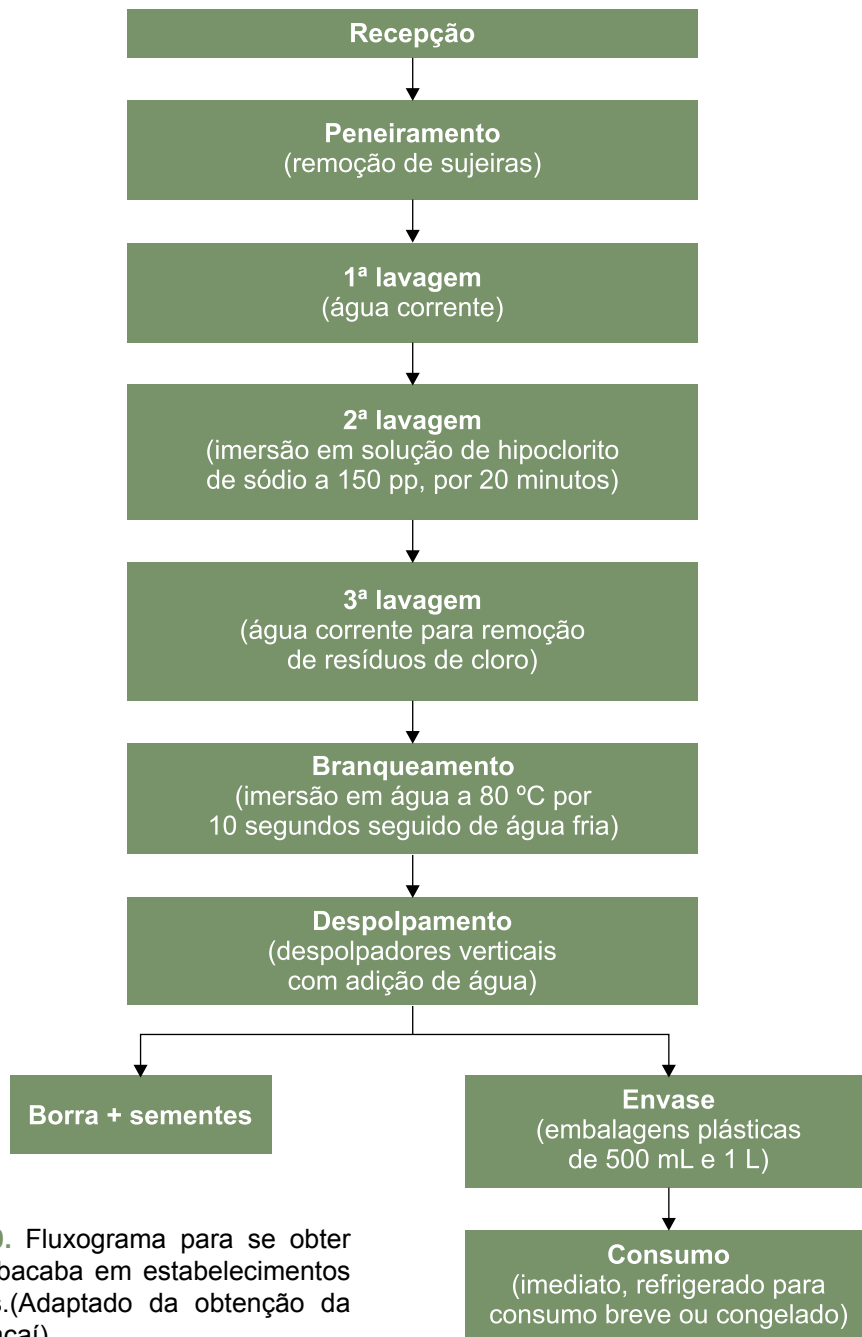 Recepção
Peneiramento
(remoção de sujeiras)
1ª lavagem
(água corrente)
2ª lavagem
(imersão em solução de hipoclorito
de sódio a 150 pp, por 20 minutos)
3ª lavagem
(água corrente para remoção
de resíduos de cloro)
Branqueamento
(imersão em água a 80 ºC por
10 segundos seguido de água fria)
Despolpamento
(despolpadores verticais
com adição de água)
Borra + sementes
Envase
(embalagens plásticas
de 500 mL e 1 L)
Consumo
(imediato, refrigerado para
consumo breve ou congelado)
Fluxograma para se obter
bacaba em estabelecimentos
(Adaptado da obtenção da